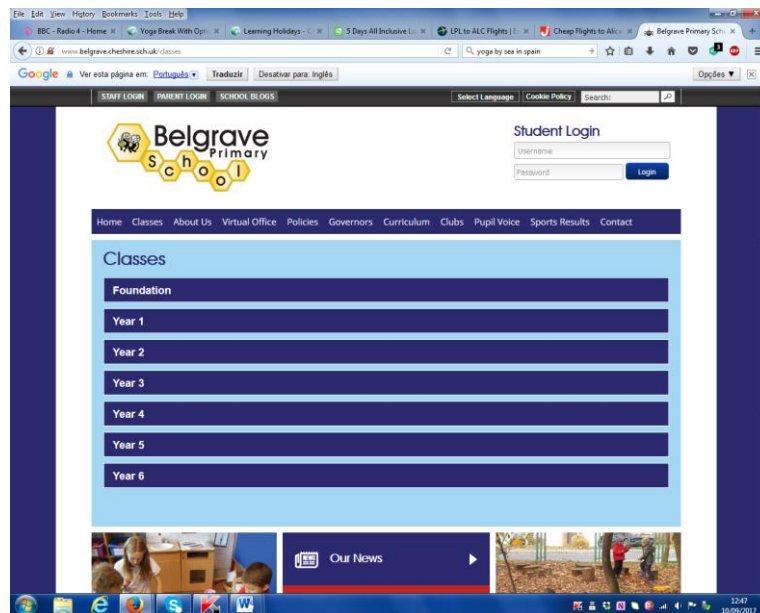 File Edit View History Bookmarks Tools Help
BBC - Radio 4 - Home Yoga Break With Opti Learning Holidays - C 5 Days All Inclusive Lu LPL to ALC Flights | E Cheap Flights to Alica Belgrave Primary Sch
www.belgrave.cheshire.sch.uk/classes yoga by sea in spain
Google Ver esta página em: Português Traduzir Desativar para: Inglês Opções ▼
STAFF LOGIN PARENT LOGIN SCHOOL BLOGS Select Language Cookie Policy Search:
Belgrave
Primary
School
Student Login
Username
Password Login
Home Classes About Us Virtual Office Policies Governors Curriculum Clubs Pupil Voice Sports Results Contact
Classes
Foundation
Year 1
Year 2
Year 3
Year 4
Year 5
Year 6
Our News
12:47
10/09/2017